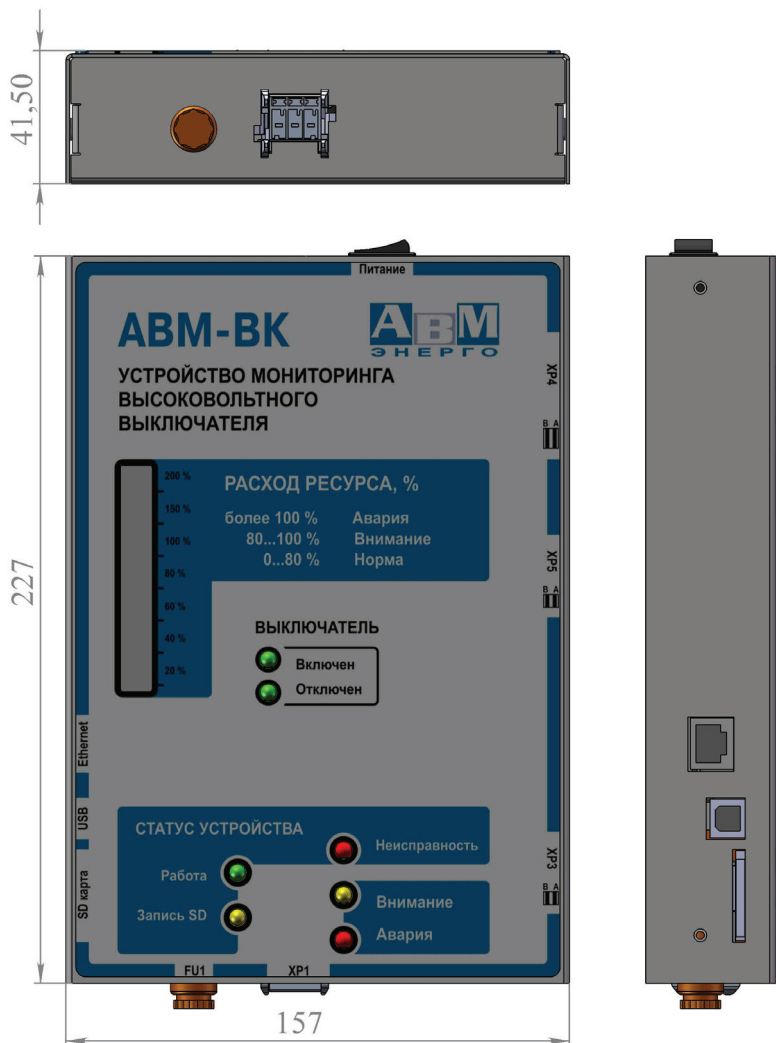 41,50
Питание
АВМ-ВК
АВМ
ЭНЕРГО
УСТРОЙСТВО МОНИТОРИНГА
ВЫСОКОВОЛЬТНОГО
ВЫКЛЮЧАТЕЛЯ
XP4
B A
200 %
150 %
100 %
80 %
60 %
40 %
20 %
РАСХОД РЕСУРСА, %
более 100 % Авария
80...100 % Внимание
0...80 % Норма
XP5
B A
227
ВЫКЛЮЧАТЕЛЬ
Включен
Отключен
Ethernet
USB
SD карта
СТАТУС УСТРОЙСТВА
Неисправность
Работа
Запись SD
Внимание
Авария
XP3
B A
FU1 XP1
157